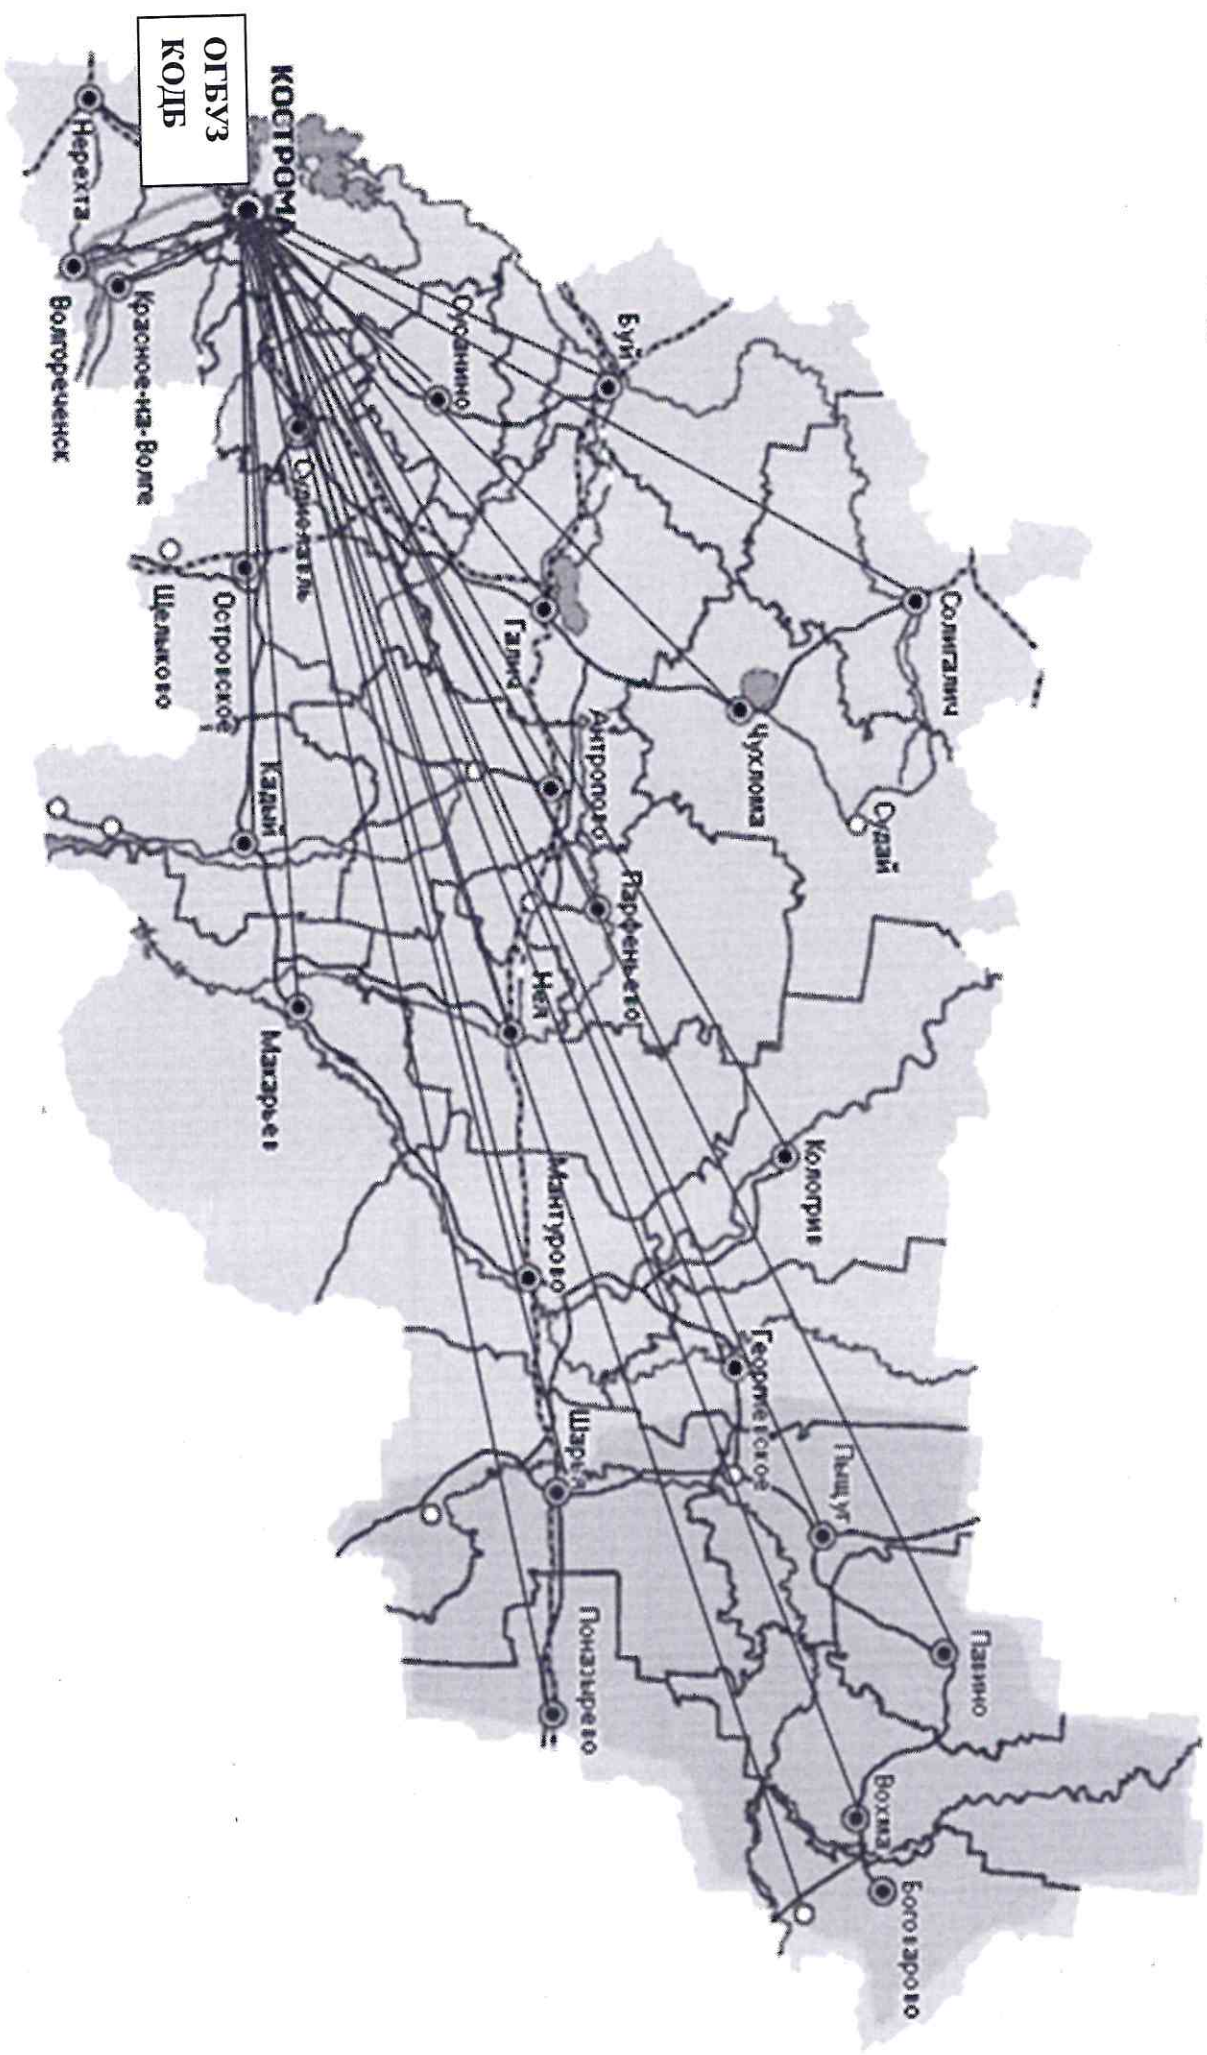 ОГБУЗ
КОДБ
КОСТРОМА
Нерехта
Волгореченск
Красное-на-Волге
Сусанино
Буй
Судиславль
Солигалич
Щелыково
Островское
Галич
Чухлома
Антропово
Судай
Кадый
Парфеньево
Нея
Макарьев
Кологрив
Мантурово
Георгиевское
Шарья
Пыщуг
Поназырево
Павино
Вохма
Боговарово